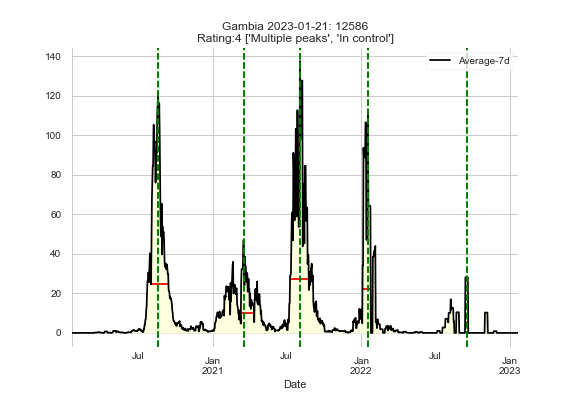 Gambia 2023-01-21: 12586
Rating:4 ['Multiple peaks', 'In control']
Average-7d
140
120
100
80
60
40
20
0
Jul
Jan
2021
Jul
Jan
2022
Jul
Jan
2023
Date